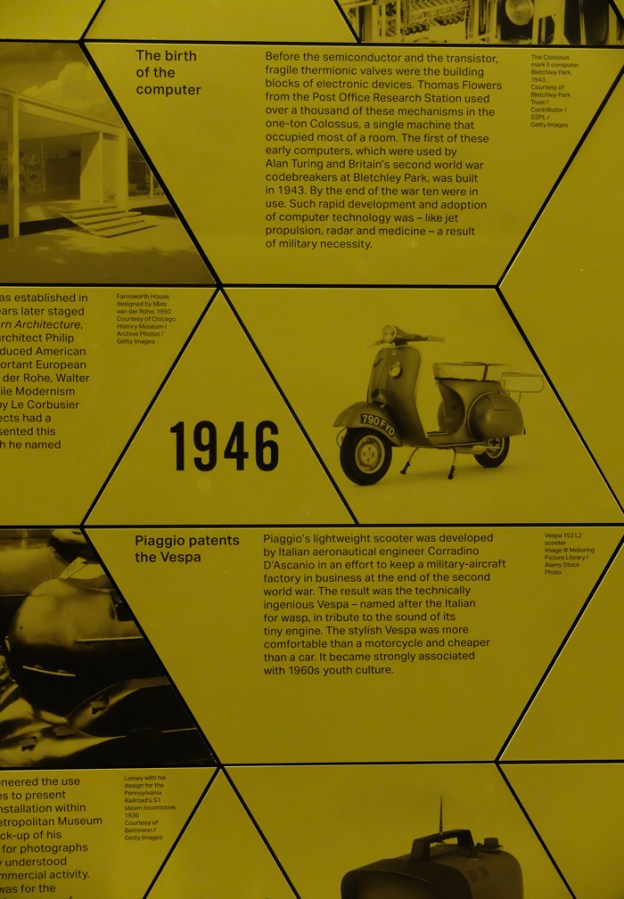 The birth
of the
computer
Before the semiconductor and the transistor,
fragile thermionic valves were the building
blocks of electronic devices. Thomas Flowers
from the Post Office Research Station used
over a thousand of these mechanisms in the
one-ton Colossus, a single machine that
occupied most of a room. The first of these
early computers, which were used by
Alan Turing and Britain's second world war
codebreakers at Bletchley Park, was built
in 1943. By the end of the war ten were in
use. Such rapid development and adoption
of computer technology was – like jet
propulsion, radar and medicine – a result
of military necessity.
The Colossus
mark II computer,
Bletchley Park,
1943.
Courtesy of
Bletchley Park
Trust /
Contributor /
SSPL /
Getty Images
as established in
ears later staged
rn Architecture,
rchitect Philip
duced American
ortant European
der Rohe, Walter
ile Modernism
by Le Corbusier
ects had a
sented this
h he named
Farnsworth House
designed by Mies
van der Rohe, 1950
Courtesy of Chicago
History Museum /
Archive Photos /
Getty Images
1946
790 FYD
Piaggio patents
the Vespa
Piaggio's lightweight scooter was developed
by Italian aeronautical engineer Corradino
D'Ascanio in an effort to keep a military-aircraft
factory in business at the end of the second
world war. The result was the technically
ingenious Vespa – named after the Italian
for wasp, in tribute to the sound of its
tiny engine. The stylish Vespa was more
comfortable than a motorcycle and cheaper
than a car. It became strongly associated
with 1960s youth culture.
Vespa 152 L2
scooter
image © Motoring
Picture Library /
Alamy Stock
Photo
oneered the use
es to present
nstallation within
etropolitan Museum
ck-up of his
for photographs
y understood
mmercial activity.
was for the
Loewy with his
design for the
Pennsylvania
Railroad's S1
steam locomotive,
1936
Courtesy of
Bettmann /
Getty Images